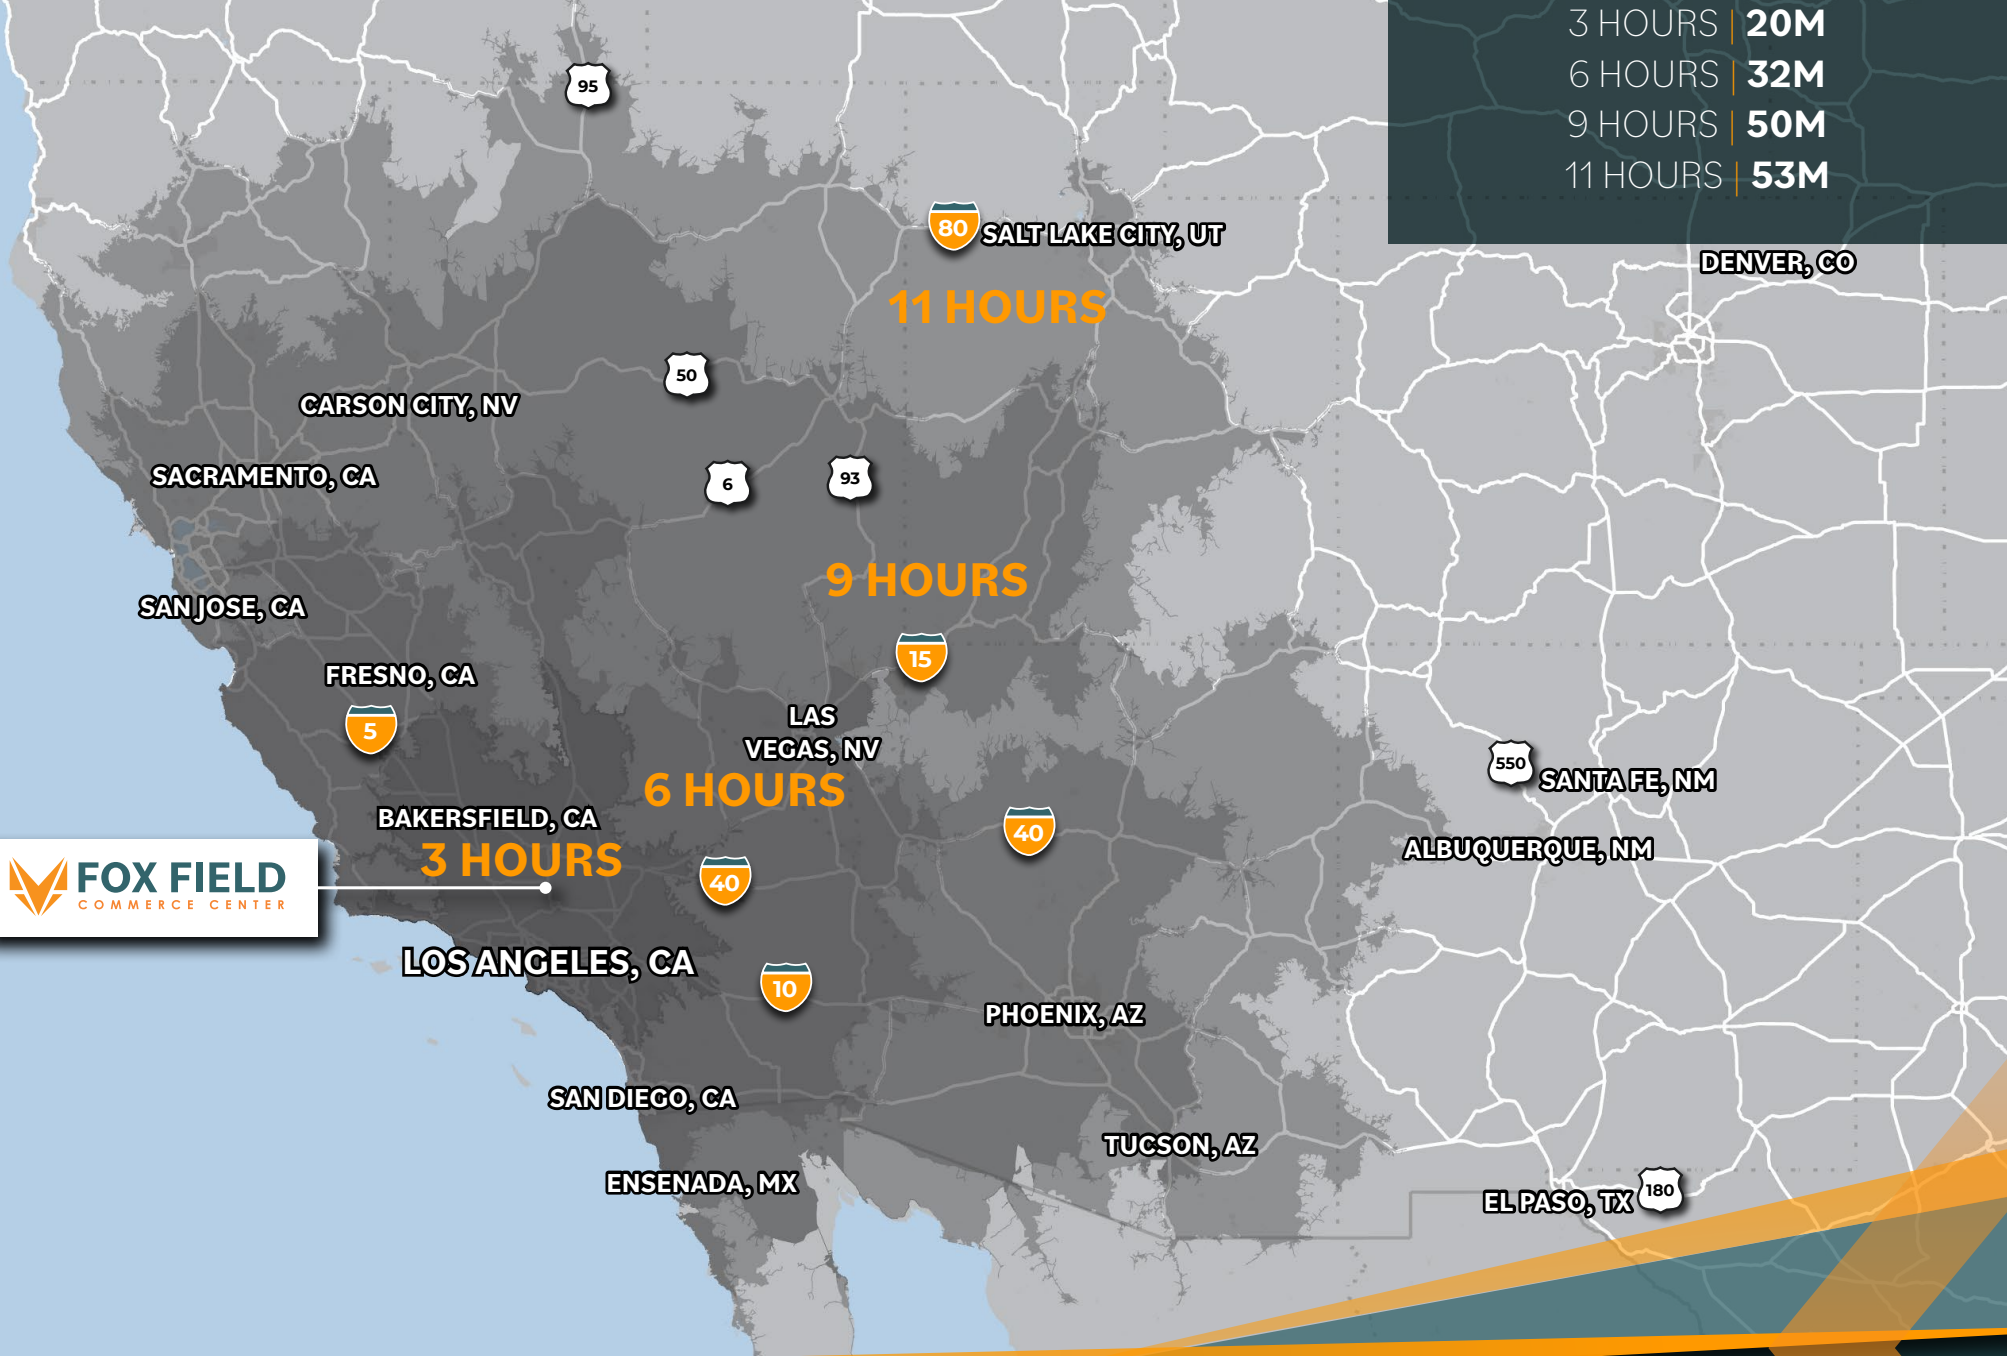 3 HOURS | 20M
6 HOURS | 32M
9 HOURS | 50M
11 HOURS | 53M
95
80
SALT LAKE CITY, UT
DENVER, CO
11 HOURS
50
CARSON CITY, NV
SACRAMENTO, CA
6
93
9 HOURS
SAN JOSE, CA
15
FRESNO, CA
5
LAS
VEGAS, NV
550
SANTA FE, NM
6 HOURS
BAKERSFIELD, CA
40
ALBUQUERQUE, NM
3 HOURS
40
FOX FIELD
COMMERCE CENTER
LOS ANGELES, CA
10
PHOENIX, AZ
SAN DIEGO, CA
TUCSON, AZ
ENSENADA, MX
EL PASO, TX
180